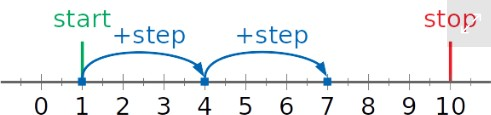 start stop
+step +step
0 1 2 3 4 5 6 7 8 9 10